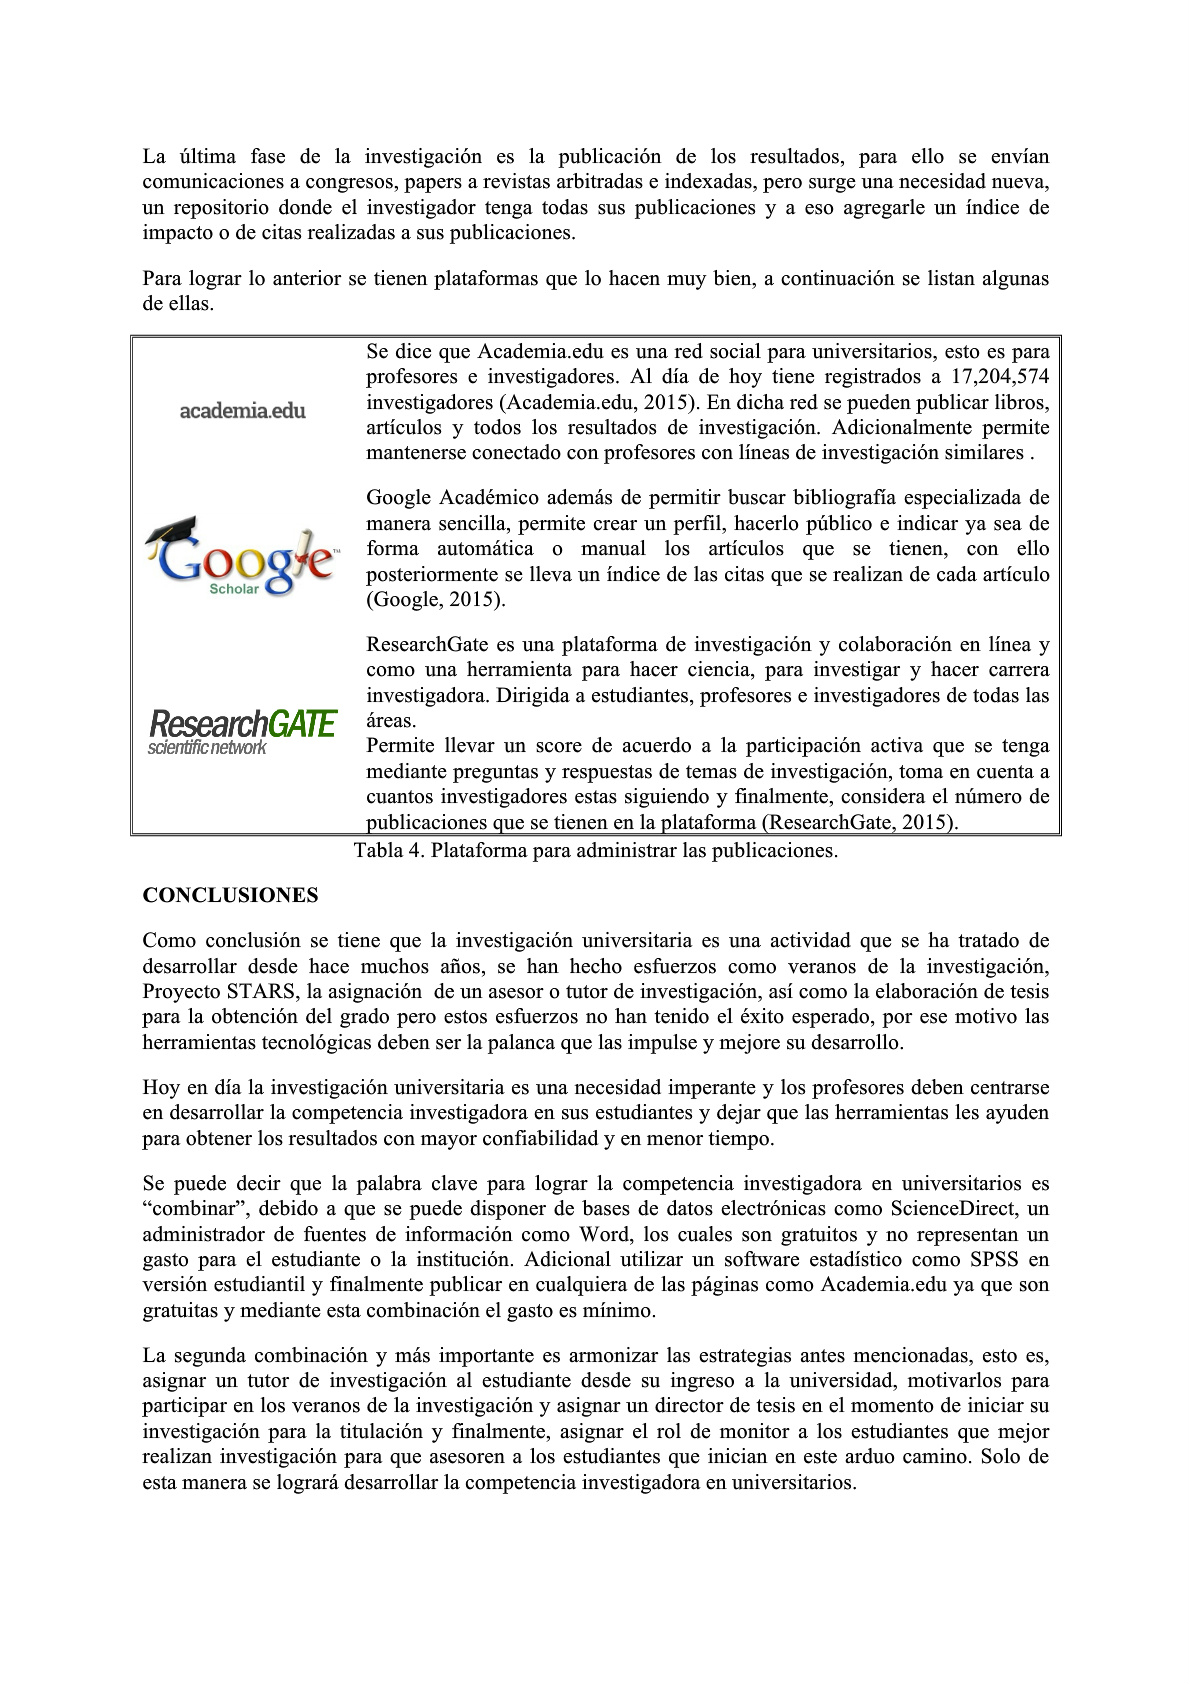 La última fase de la investigación es la publicación de los resultados, para ello se envían
comunicaciones a congresos, papers a revistas arbitradas e indexadas, pero surge una necesidad nueva,
un repositorio donde el investigador tenga todas sus publicaciones y a eso agregarle un índice de
impacto o de citas realizadas a sus publicaciones.
Para lograr lo anterior se tienen plataformas que lo hacen muy bien, a continuación se listan algunas
de ellas.
academia.edu
Se dice que Academia.edu es una red social para universitarios, esto es para
profesores e investigadores. Al día de hoy tiene registrados a 17,204,574
investigadores (Academia.edu, 2015). En dicha red se pueden publicar libros,
artículos y todos los resultados de investigación. Adicionalmente permite
mantenerse conectado con profesores con líneas de investigación similares .
Google™
Scholar
Google Académico además de permitir buscar bibliografía especializada de
manera sencilla, permite crear un perfil, hacerlo público e indicar ya sea de
forma automática o manual los artículos que se tienen, con ello
posteriormente se lleva un índice de las citas que se realizan de cada artículo
(Google, 2015).
ResearchGATE
scientific network
ResearchGate es una plataforma de investigación y colaboración en línea y
como una herramienta para hacer ciencia, para investigar y hacer carrera
investigadora. Dirigida a estudiantes, profesores e investigadores de todas las
áreas.
Permite llevar un score de acuerdo a la participación activa que se tenga
mediante preguntas y respuestas de temas de investigación, toma en cuenta a
cuantos investigadores estas siguiendo y finalmente, considera el número de
publicaciones que se tienen en la plataforma (ResearchGate, 2015).
Tabla 4. Plataforma para administrar las publicaciones.
CONCLUSIONES
Como conclusión se tiene que la investigación universitaria es una actividad que se ha tratado de
desarrollar desde hace muchos años, se han hecho esfuerzos como veranos de la investigación,
Proyecto STARS, la asignación  de un asesor o tutor de investigación, así como la elaboración de tesis
para la obtención del grado pero estos esfuerzos no han tenido el éxito esperado, por ese motivo las
herramientas tecnológicas deben ser la palanca que las impulse y mejore su desarrollo.
Hoy en día la investigación universitaria es una necesidad imperante y los profesores deben centrarse
en desarrollar la competencia investigadora en sus estudiantes y dejar que las herramientas les ayuden
para obtener los resultados con mayor confiabilidad y en menor tiempo.
Se puede decir que la palabra clave para lograr la competencia investigadora en universitarios es
“combinar”, debido a que se puede disponer de bases de datos electrónicas como ScienceDirect, un
administrador de fuentes de información como Word, los cuales son gratuitos y no representan un
gasto para el estudiante o la institución. Adicional utilizar un software estadístico como SPSS en
versión estudiantil y finalmente publicar en cualquiera de las páginas como Academia.edu ya que son
gratuitas y mediante esta combinación el gasto es mínimo.
La segunda combinación y más importante es armonizar las estrategias antes mencionadas, esto es,
asignar un tutor de investigación al estudiante desde su ingreso a la universidad, motivarlos para
participar en los veranos de la investigación y asignar un director de tesis en el momento de iniciar su
investigación para la titulación y finalmente, asignar el rol de monitor a los estudiantes que mejor
realizan investigación para que asesoren a los estudiantes que inician en este arduo camino. Solo de
esta manera se logrará desarrollar la competencia investigadora en universitarios.